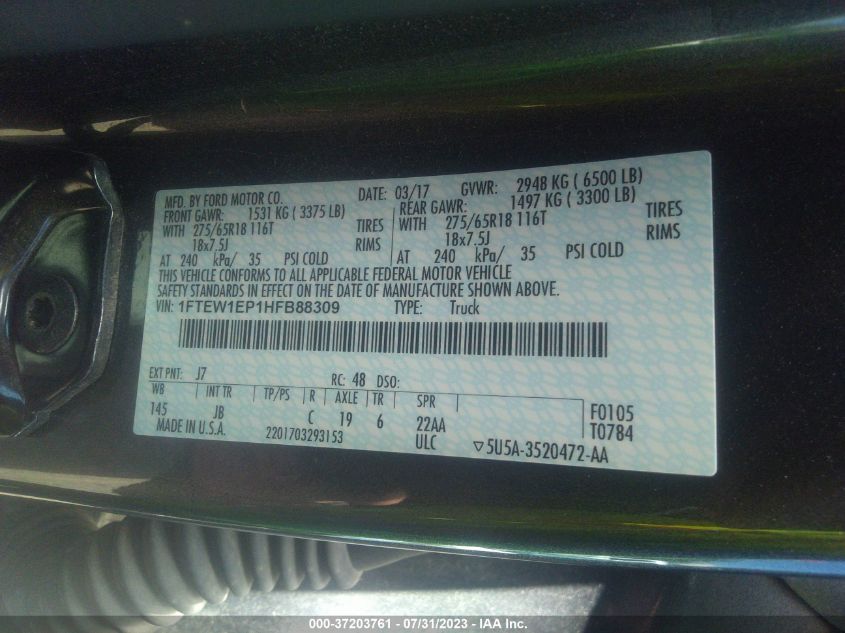 MFD. BY FORD MOTOR CO. DATE: 03/17 GVWR: 2948 KG ( 6500 LB)
FRONT GAWR: 1531 KG ( 3375 LB) REAR GAWR: 1497 KG ( 3300 LB)
WITH 275/65R18 116T TIRES WITH 275/65R18 116T TIRES
18x7.5J RIMS 18x7.5J RIMS
AT 240 kPa/ 35 PSI COLD AT 240 kPa/ 35 PSI COLD
THIS VEHICLE CONFORMS TO ALL APPLICABLE FEDERAL MOTOR VEHICLE
SAFETY STANDARDS IN EFFECT ON THE DATE OF MANUFACTURE SHOWN ABOVE.
VIN: 1FTEW1EP1HFB88309 TYPE: Truck
EXT PNT: J7 RC: 48 DSO:
WB INT TR TP/PS R AXLE TR SPR
145 JB C 19 6 22AA F0105
MADE IN U.S.A. 2201703293153 ULC T0784
▽5U5A-3520472-AA
000-37203761 - 07/31/2023 - IAA Inc.